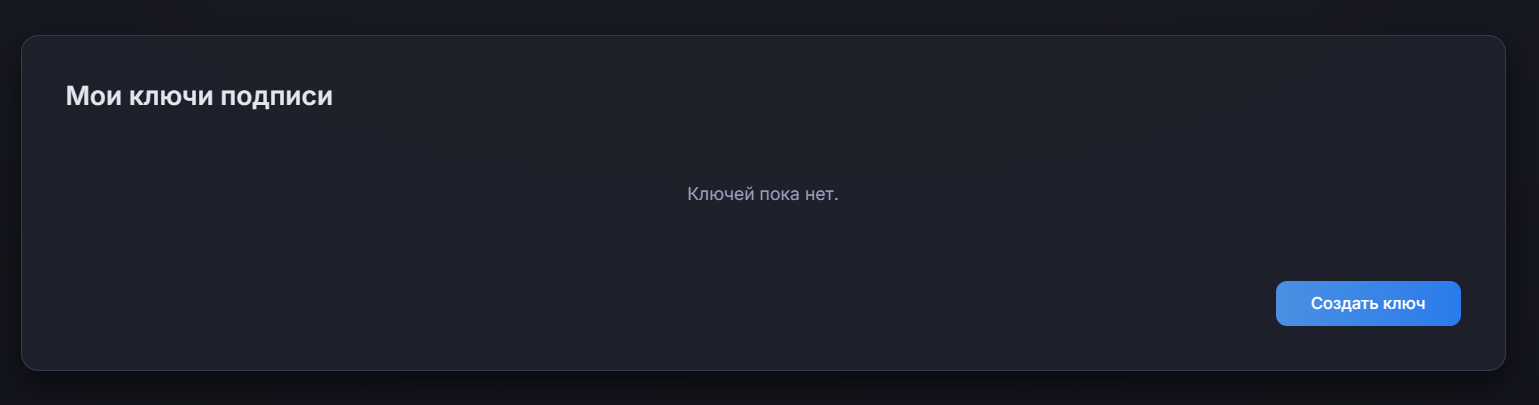 Мои ключи подписи
Ключей пока нет.
Создать ключ